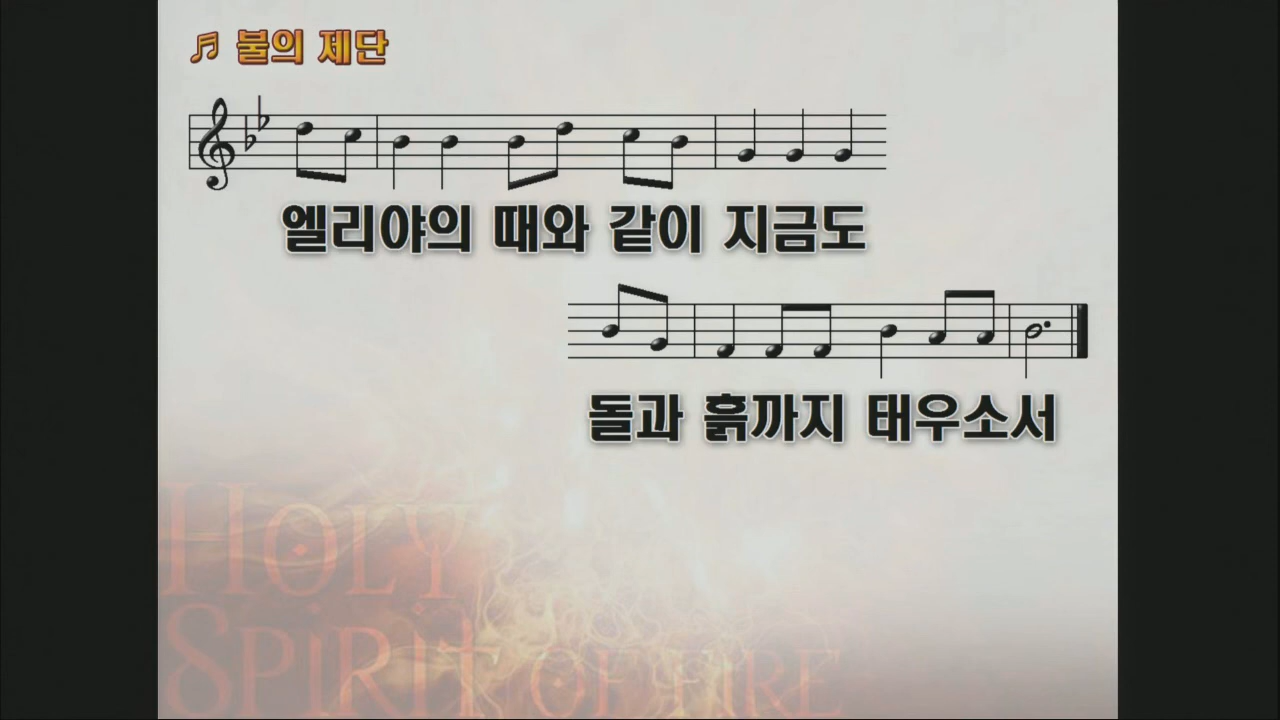 ♬ 불의 제단
엘리야의 때와 같이 지금도
돌과 흙까지 태우소서
HOLY
SPIRIT OF FIRE